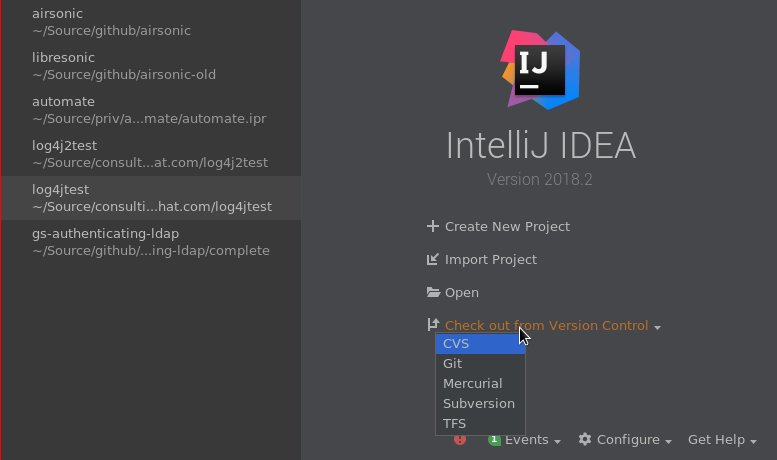 airsonic
~/Source/github/airsonic
libresonic
~/Source/github/airsonic-old
automate
~/Source/priv/a...mate/automate.ipr
log4j2test
~/Source/consult...at.com/log4j2test
log4jtest
~/Source/consulti...hat.com/log4jtest
gs-authenticating-ldap
~/Source/github/...ing-ldap/complete
IJ
IntelliJ IDEA
Version 2018.2
Create New Project
Import Project
Open
Check out from Version Control
CVS
Git
Mercurial
Subversion
TFS
! 1 Events Configure Get Help